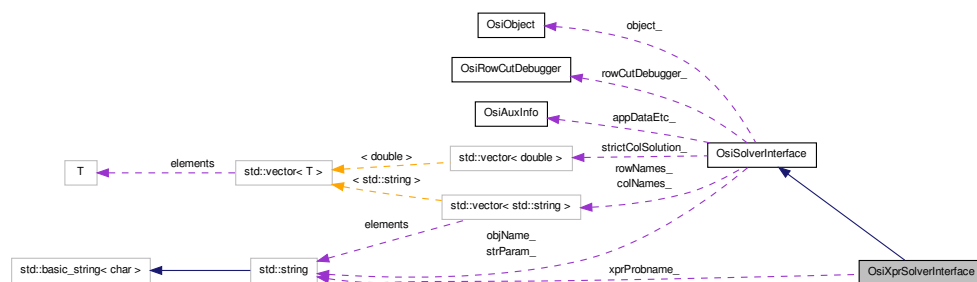 OsiObject
object_
OsiRowCutDebugger
rowCutDebugger_
OsiAuxInfo
appDataEtc_
T
elements
std::vector< T >
< double >
< std::string >
std::vector< double >
strictColSolution_
OsiSolverInterface
rowNames_
colNames_
std::vector< std::string >
elements
objName_
strParam_
std::basic_string< char >
std::string
xprProbname_
OsiXprSolverInterface